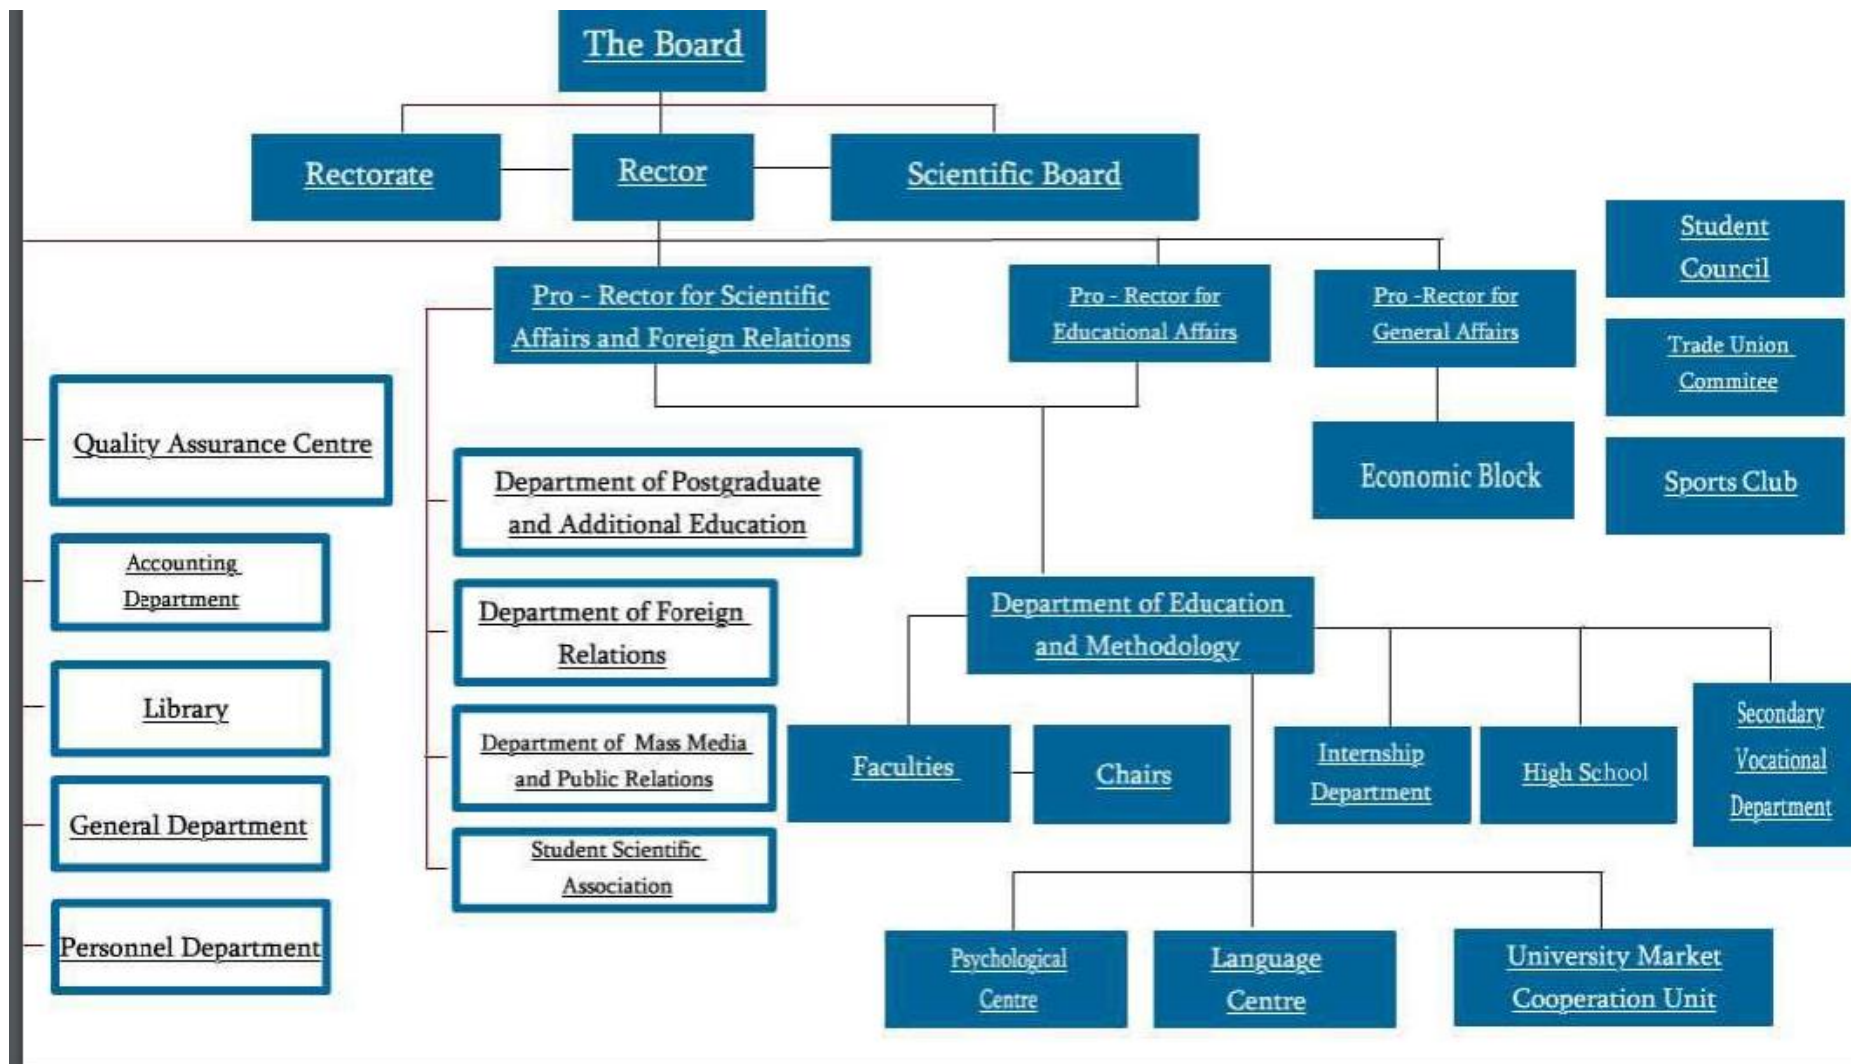 The Board
Rectorate
Rector
Scientific Board
Student
Council
Pro - Rector for Scientific
Affairs and Foreign Relations
Pro - Rector for
Educational Affairs
Pro -Rector for
General Affairs
Trade Union
Commitee
Quality Assurance Centre
Department of Postgraduate
and Additional Education
Economic Block
Sports Club
Accounting
Department
Department of Foreign
Relations
Department of Education
and Methodology
Library
Department of Mass Media
and Public Relations
Faculties
Chairs
Internship
Department
High School
Secondary
Vocational
Department
General Department
Student Scientific
Association
Personnel Department
Psychological
Centre
Language
Centre
University Market
Cooperation Unit